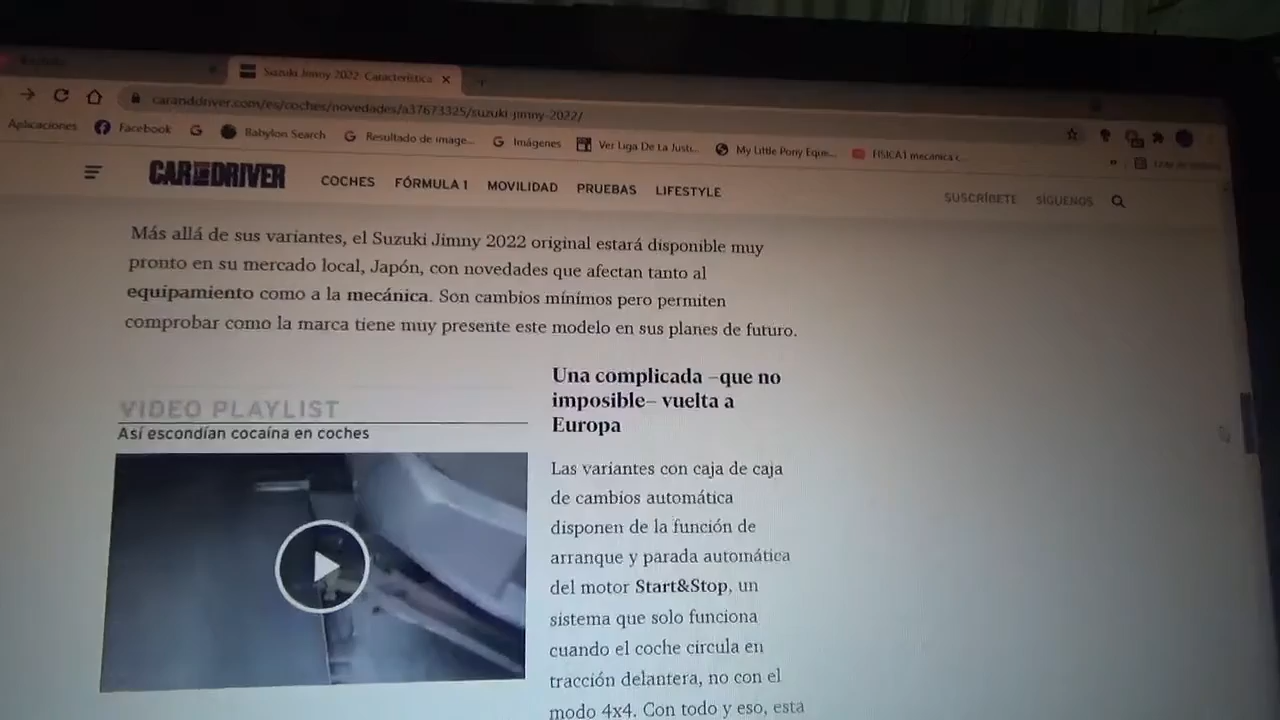 Suzuki Jimny 2022: Característica
caranddriver.com/es/coches/novedades/a37673325/suzuki-jimny-2022/
Aplicaciones Facebook Babylon Search Resultado de image... Imágenes Ver Liga De La Justi... My Little Pony Eque... FISICA1 mecanica c...
CAR AND DRIVER COCHES FÓRMULA 1 MOVILIDAD PRUEBAS LIFESTYLE SUSCRÍBETE SÍGUENOS
Más allá de sus variantes, el Suzuki Jimny 2022 original estará disponible muy
pronto en su mercado local, Japón, con novedades que afectan tanto al
equipamiento como a la mecánica. Son cambios mínimos pero permiten
comprobar como la marca tiene muy presente este modelo en sus planes de futuro.
VIDEO PLAYLIST
Así escondían cocaína en coches
Una complicada –que no
imposible– vuelta a
Europa
Las variantes con caja de caja
de cambios automática
disponen de la función de
arranque y parada automática
del motor Start&Stop, un
sistema que solo funciona
cuando el coche circula en
tracción delantera, no con el
modo 4x4. Con todo y eso, esta